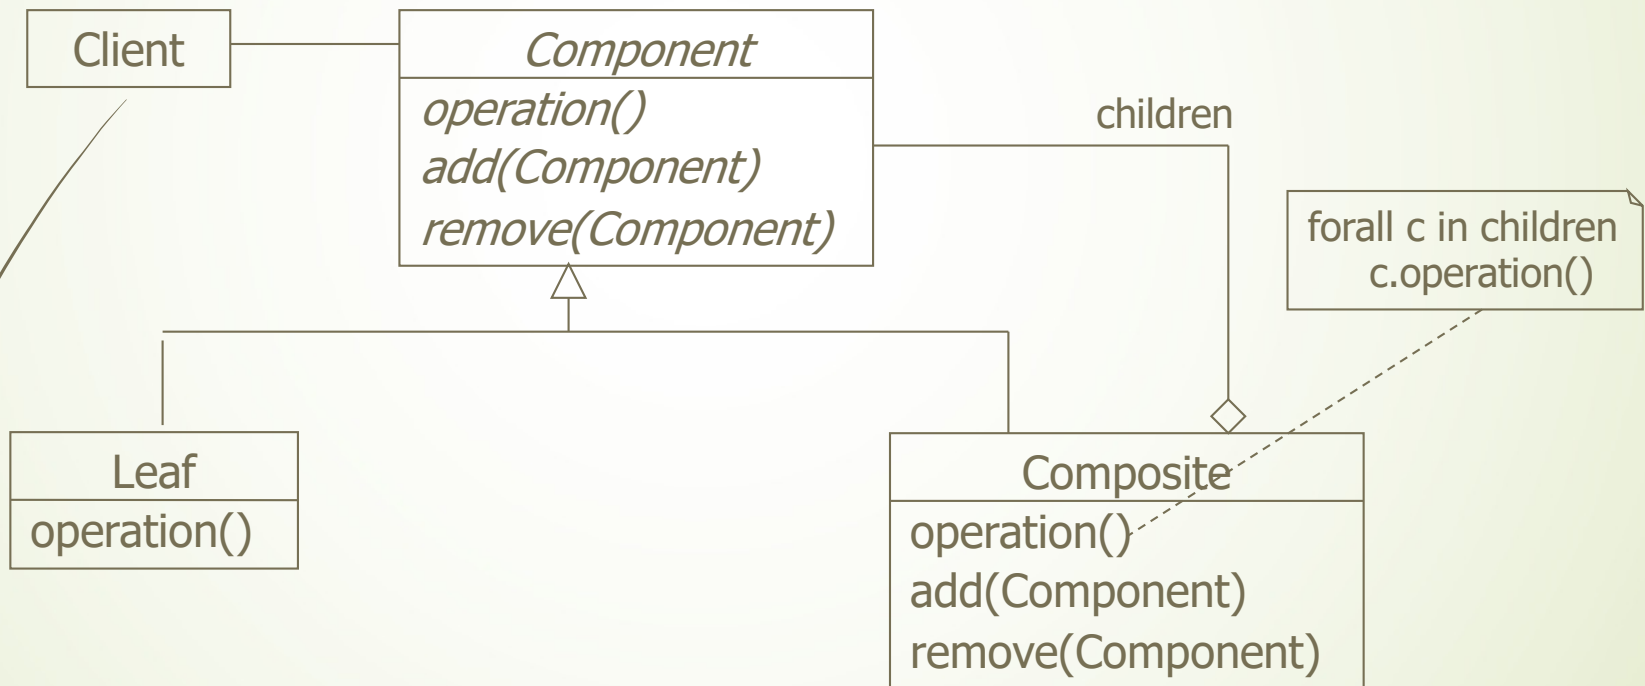 Client
Component
operation()
add(Component)
remove(Component)
children
forall c in children
c.operation()
Leaf
operation()
Composite
operation()
add(Component)
remove(Component)